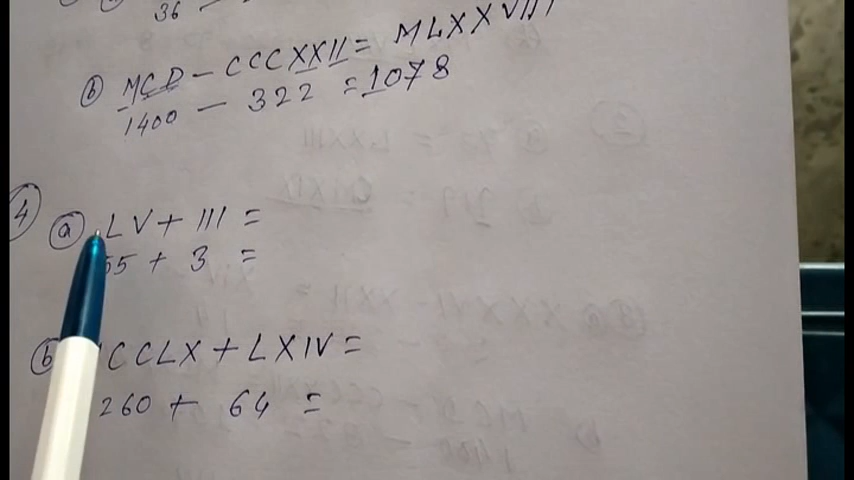 36 —
(b) MCD – CCCXXII = MLXXVIII
1400 – 322 = 1078
4 (a) LV + III =
55 + 3 =
(b) CCLX + LXIV =
260 + 64 =